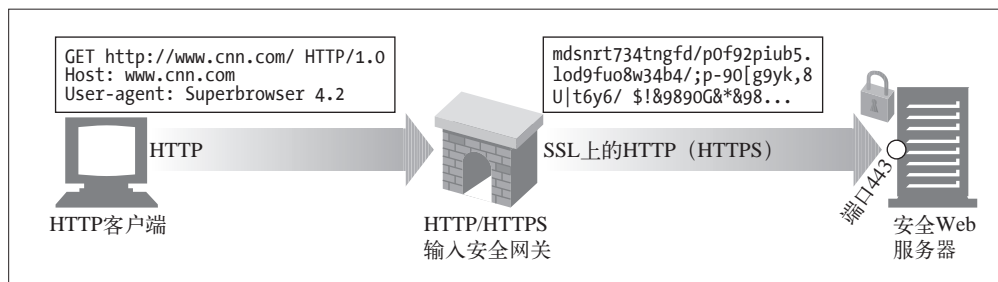 GET http://www.cnn.com/ HTTP/1.0
Host: www.cnn.com
User-agent: Superbrowser 4.2
mdsnrt734tngfd/p0f92piub5.
lod9fuo8w34b4/;p-90[g9yk,8
U|t6y6/ $!&9890G&*&98...
HTTP
SSL上的HTTP（HTTPS）
端口443
HTTP客户端
HTTP/HTTPS
输入安全网关
安全Web
服务器